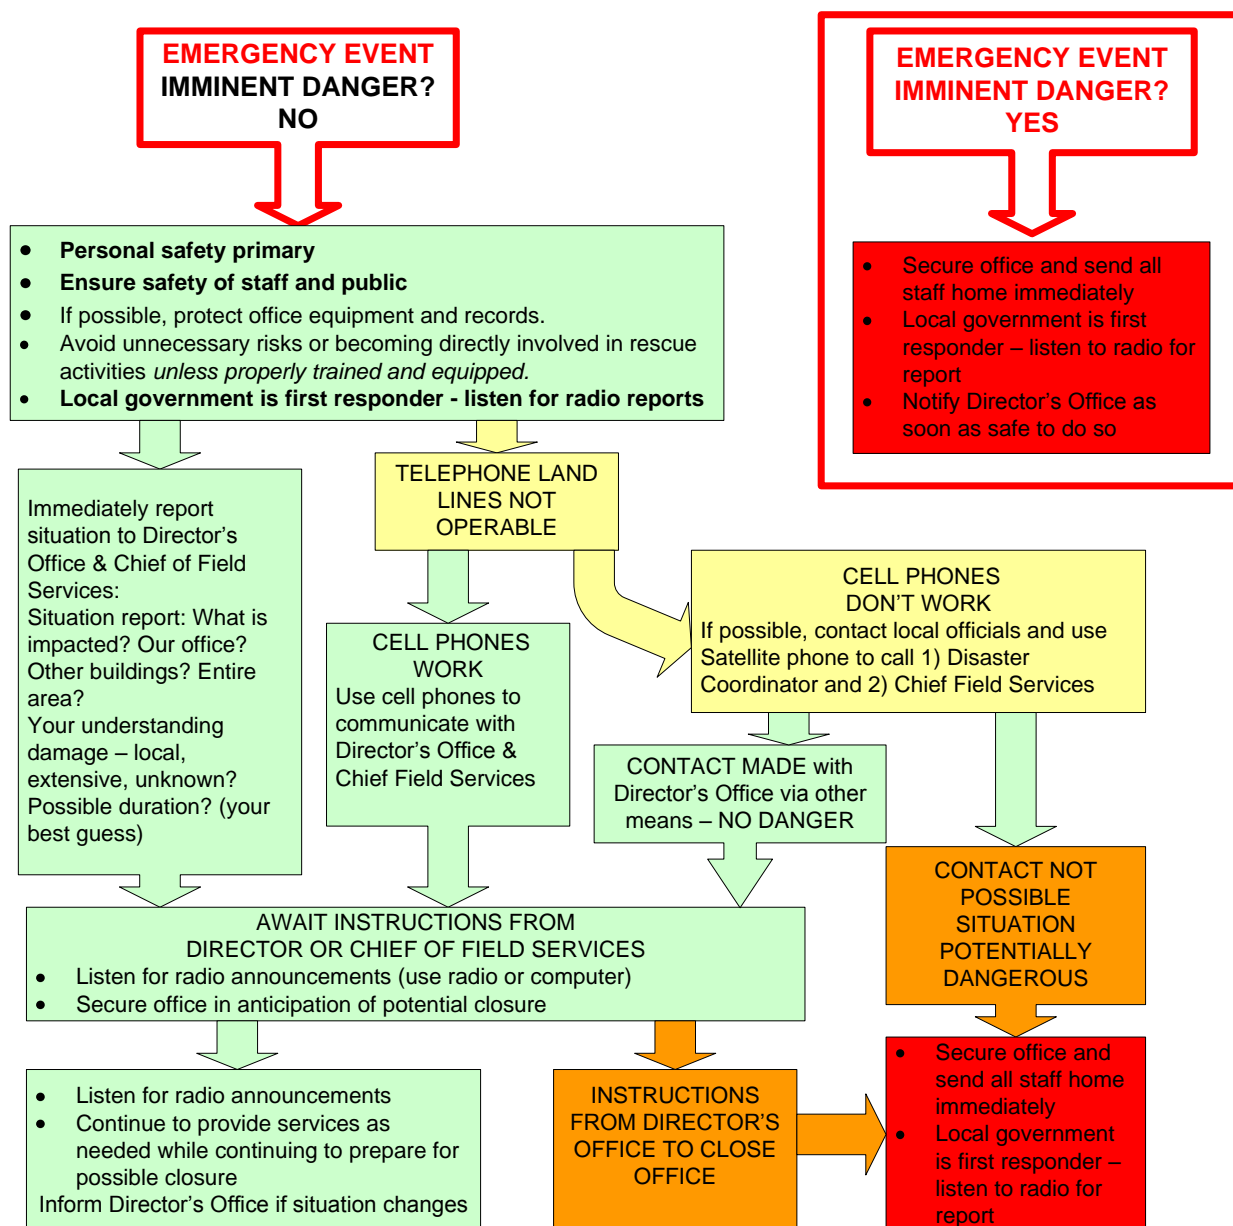 EMERGENCY EVENT
IMMINENT DANGER?
NO
EMERGENCY EVENT
IMMINENT DANGER?
YES
• Personal safety primary
• Ensure safety of staff and public
• If possible, protect office equipment and records.
• Avoid unnecessary risks or becoming directly involved in rescue
activities unless properly trained and equipped.
• Local government is first responder - listen for radio reports
• Secure office and send all
staff home immediately
• Local government is first
responder – listen to radio for
report
• Notify Director's Office as
soon as safe to do so
Immediately report
situation to Director's
Office & Chief of Field
Services:
Situation report: What is
impacted? Our office?
Other buildings? Entire
area?
Your understanding
damage – local,
extensive, unknown?
Possible duration? (your
best guess)
TELEPHONE LAND
LINES NOT
OPERABLE
CELL PHONES
WORK
Use cell phones to
communicate with
Director's Office &
Chief Field Services
CELL PHONES
DON'T WORK
If possible, contact local officials and use
Satellite phone to call 1) Disaster
Coordinator and 2) Chief Field Services
CONTACT MADE with
Director's Office via other
means – NO DANGER
CONTACT NOT
POSSIBLE
SITUATION
POTENTIALLY
DANGEROUS
AWAIT INSTRUCTIONS FROM
DIRECTOR OR CHIEF OF FIELD SERVICES
• Listen for radio announcements (use radio or computer)
• Secure office in anticipation of potential closure
• Listen for radio announcements
• Continue to provide services as
needed while continuing to prepare for
possible closure
Inform Director's Office if situation changes
INSTRUCTIONS
FROM DIRECTOR'S
OFFICE TO CLOSE
OFFICE
• Secure office and
send all staff home
immediately
• Local government
is first responder –
listen to radio for
report